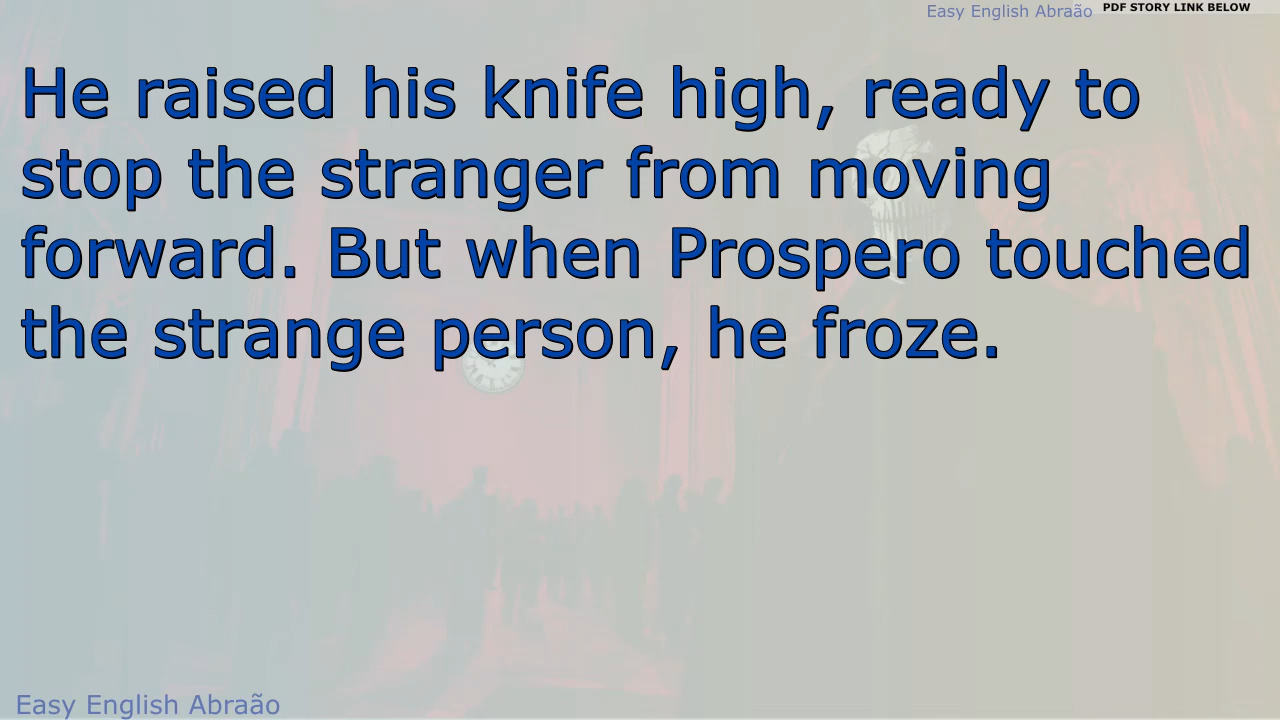 Easy English Abraão PDF STORY LINK BELOW
He raised his knife high, ready to
stop the stranger from moving
forward. But when Prospero touched
the strange person, he froze.
Easy English Abraão